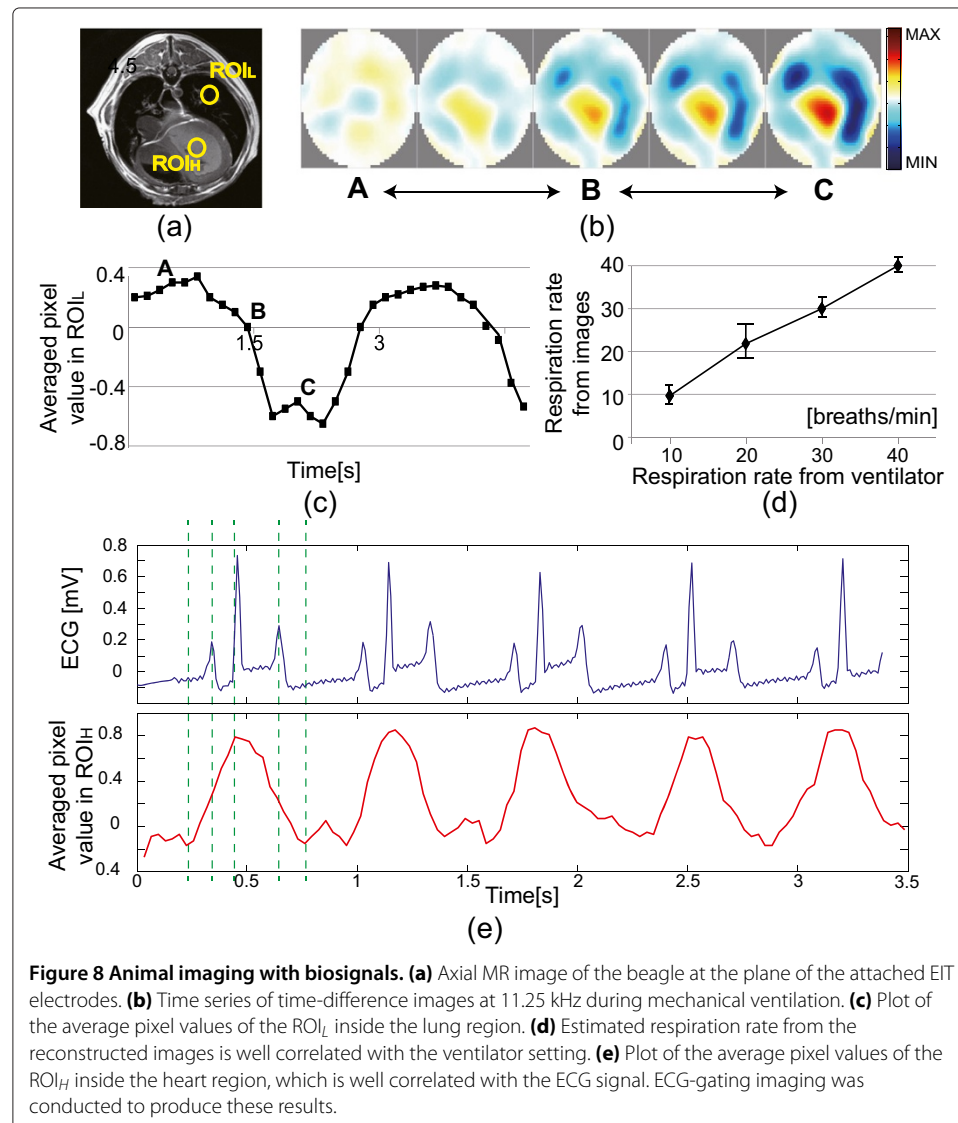 4.5
ROIL
ROIH
(a)
MAX
MIN
A
B
C
(b)
Averaged pixel
value in ROIL
0.4
0
-0.4
-0.8
A
B
C
1.5
3
Time[s]
(c)
Respiration rate
from images
40
30
20
10
0
[breaths/min]
10
20
30
40
Respiration rate from ventilator
(d)
ECG [mV]
0.8
0.6
0.4
0.2
0
Averaged pixel
value in ROIH
0.8
0.4
0
0.4
0
0.5
1
1.5
2
2.5
3
3.5
Time[s]
(e)
Figure 8 Animal imaging with biosignals. (a) Axial MR image of the beagle at the plane of the attached EIT
electrodes. (b) Time series of time-difference images at 11.25 kHz during mechanical ventilation. (c) Plot of
the average pixel values of the ROIL inside the lung region. (d) Estimated respiration rate from the
reconstructed images is well correlated with the ventilator setting. (e) Plot of the average pixel values of the
ROIH inside the heart region, which is well correlated with the ECG signal. ECG-gating imaging was
conducted to produce these results.